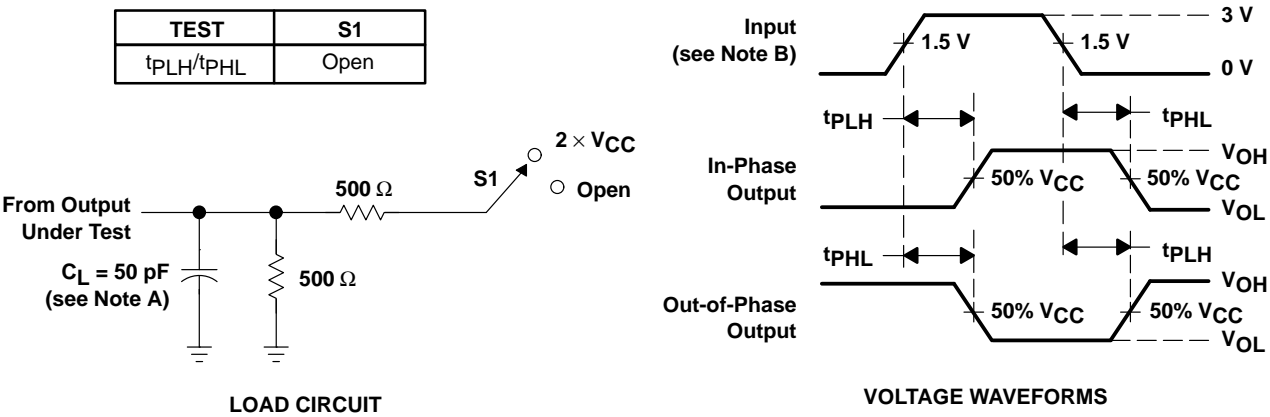 TEST S1
tPLH/tPHL Open
2 × VCC
S1
Open
500 Ω
From Output
Under Test
CL = 50 pF
(see Note A)
500 Ω
LOAD CIRCUIT
Input
(see Note B)
1.5 V
1.5 V
3 V
0 V
tPLH
tPHL
In-Phase
Output
50% VCC
50% VCC
VOH
VOL
tPHL
tPLH
Out-of-Phase
Output
50% VCC
50% VCC
VOH
VOL
VOLTAGE WAVEFORMS